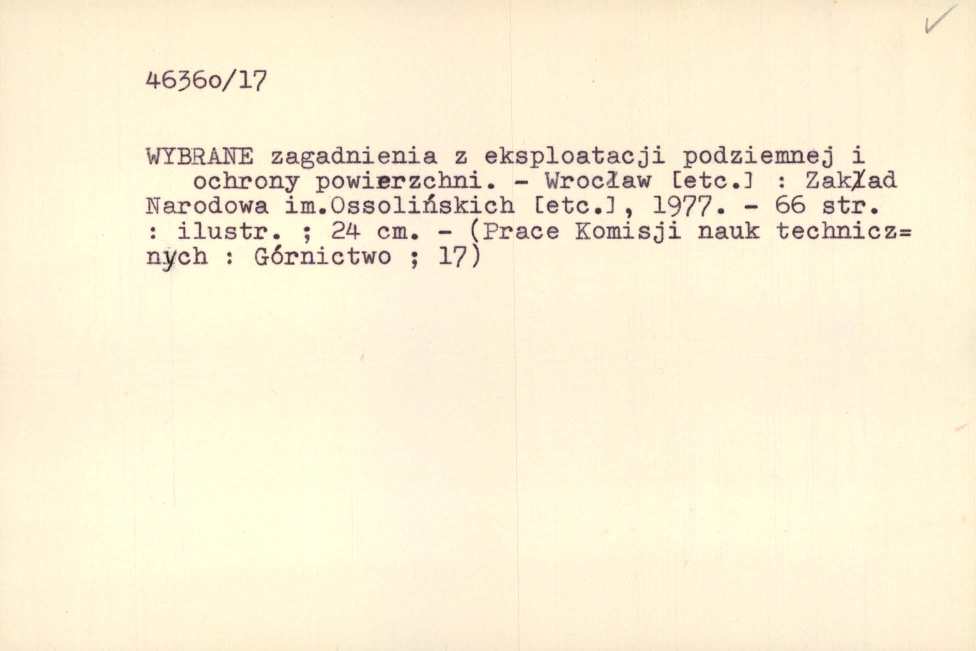 4636o/17
WYBRANE zagadnienia z eksploatacji podziemnej i
ochrony powierzchni. - Wrocław [etc.] : Zakład
Narodowa im.Ossolińskich [etc.], 1977. - 66 str.
: ilustr. ; 24 cm. - (Prace Komisji nauk technicz=
nych : Górnictwo ; 17)